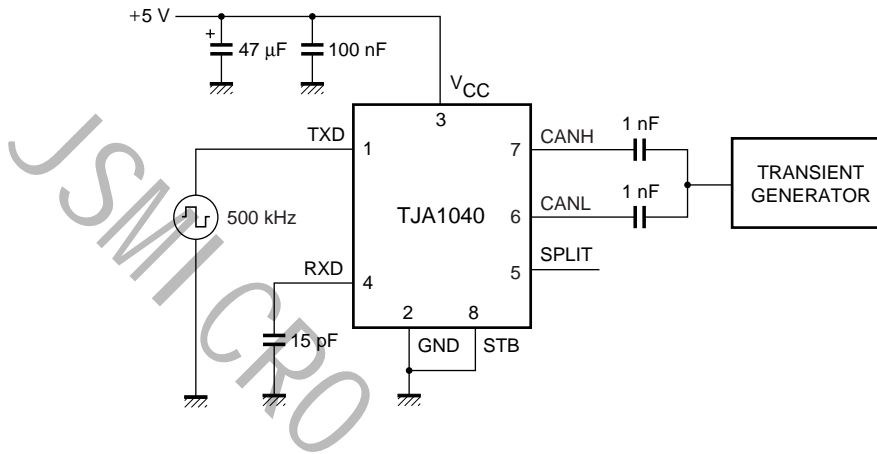 +5 V
+
47 μF
100 nF
VCC
3
TXD
1
7
CANH
1 nF
TRANSIENT
GENERATOR
1 nF
TJA1040
6
CANL
500 kHz
SPLIT
5
RXD
4
2
8
15 pF
GND
STB
JSMICRO